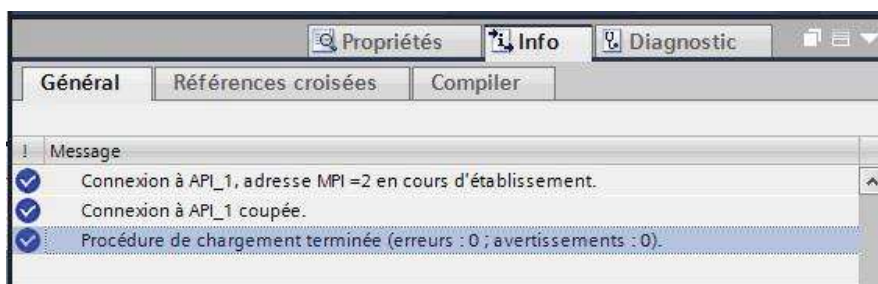 Propriétés Info Diagnostic
Général Références croisées Compiler
! Message
Connexion à API_1, adresse MPI =2 en cours d'établissement.
Connexion à API_1 coupée.
Procédure de chargement terminée (erreurs : 0 ; avertissements : 0).